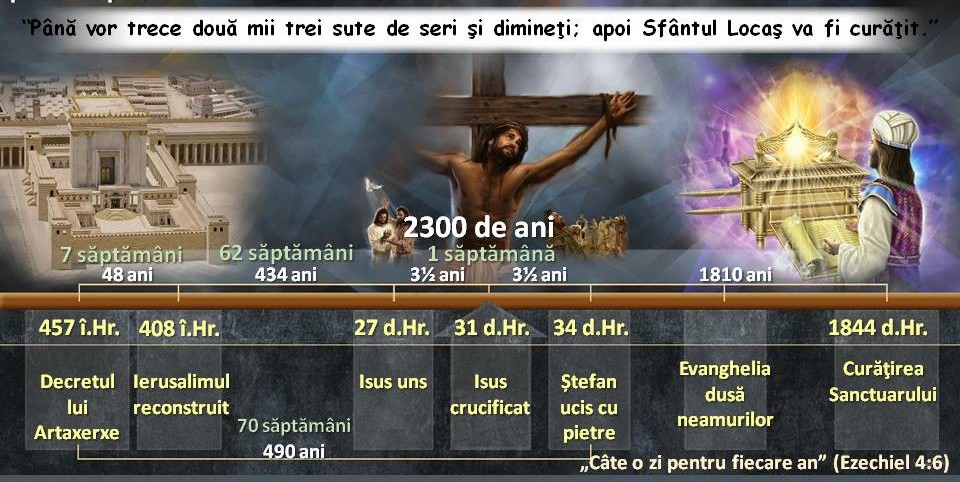 “Până vor trece două mii trei sute de seri şi dimineţi; apoi Sfântul Locaş va fi curăţit.”
2300 de ani
7 săptămâni
62 săptămâni
1 săptămână
48 ani
434 ani
3½ ani
3½ ani
1810 ani
457 î.Hr.
408 î.Hr.
27 d.Hr.
31 d.Hr.
34 d.Hr.
1844 d.Hr.
Decretul
lui
Artaxerxe
Ierusalimul
reconstruit
Isus uns
Isus
crucificat
Ștefan
ucis cu
pietre
Evanghelia
dusă
neamurilor
Curăţirea
Sanctuarului
70 săptămâni
490 ani
„Câte o zi pentru fiecare an” (Ezechiel 4:6)